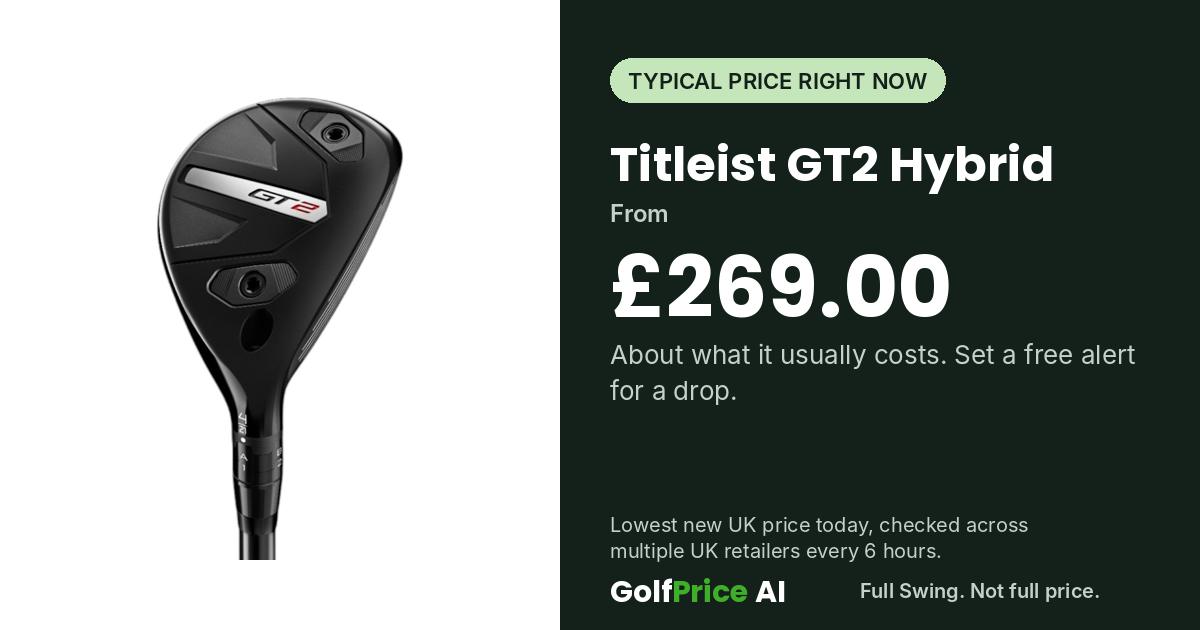 GT2
TYPICAL PRICE RIGHT NOW
Titleist GT2 Hybrid
From
£269.00
About what it usually costs. Set a free alert
for a drop.
Lowest new UK price today, checked across
multiple UK retailers every 6 hours.
GolfPrice AI
Full Swing. Not full price.